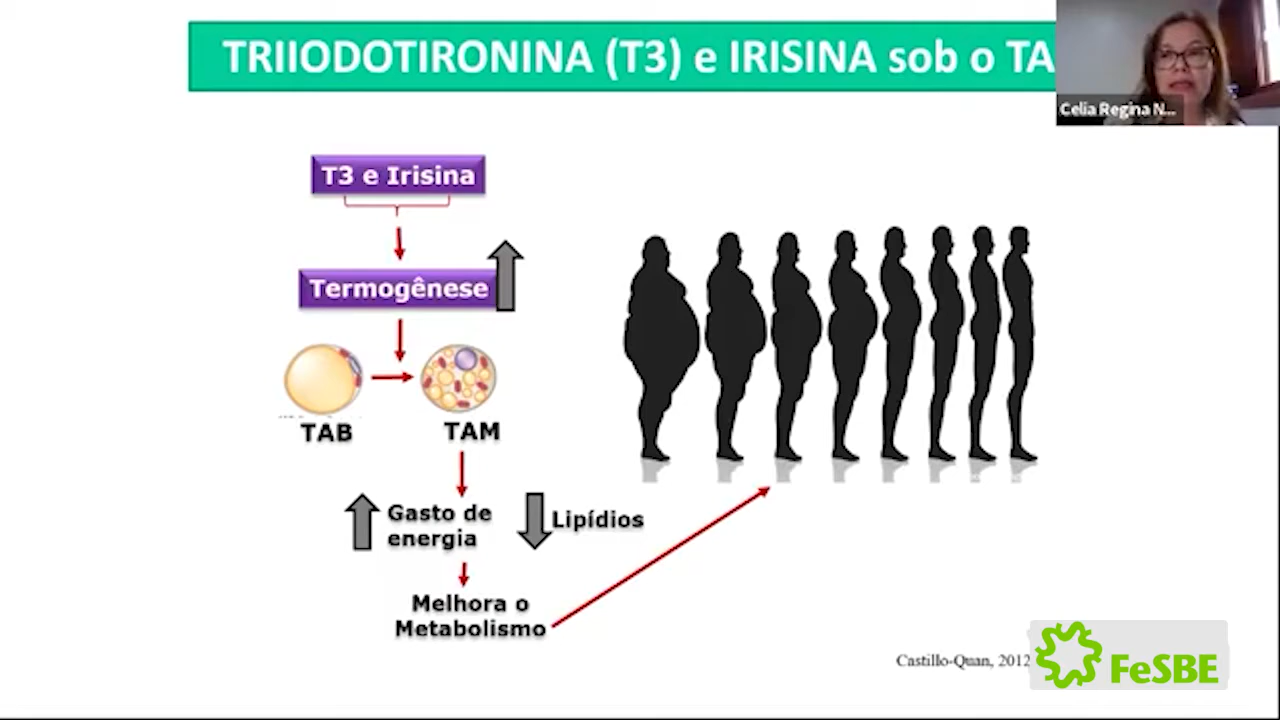 TRIIODOTIRONINA (T3) e IRISINA sob o TA
Celia Regina N...
T3 e Irisina
Termogênese
TAB
TAM
Gasto de
energia
Lipídios
Melhora o
Metabolismo
Castillo-Quan, 2012
FeSBE